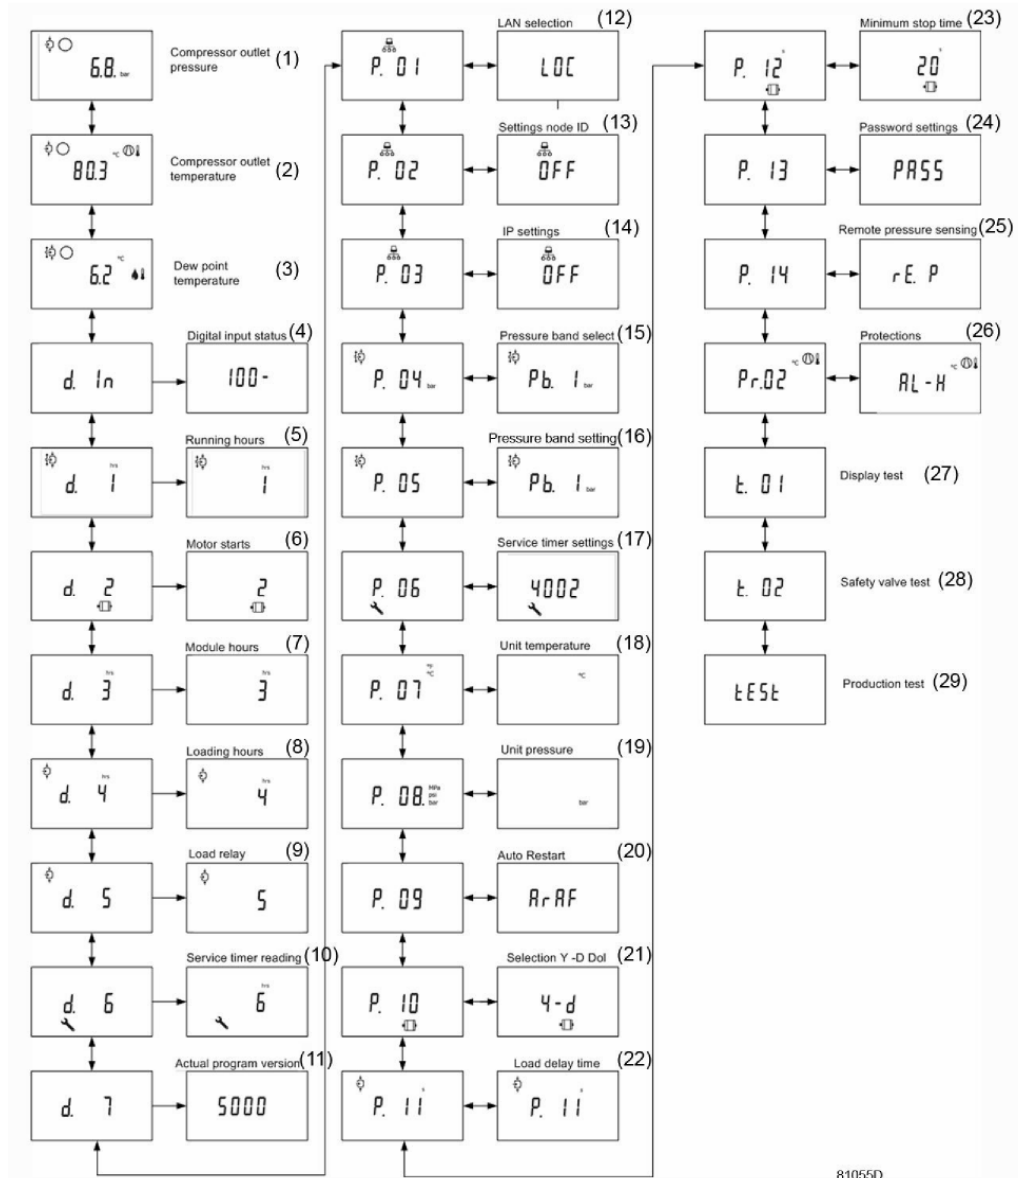 6.8. bar
Compressor outlet
pressure
(1)
80.3 °C
Compressor outlet
temperature
(2)
6.2 °C
Dew point
temperature
(3)
Digital input status (4)
d. In
100-
Running hours (5)
d. 1 hrs
1 hrs
Motor starts (6)
d. 2
2
Module hours (7)
d. 3 hrs
3 hrs
Loading hours (8)
d. 4 hrs
4 hrs
Load relay (9)
d. 5
5
Service timer reading (10)
d. 6
6 hrs
Actual program version (11)
d. 7
5000
LAN selection (12)
P. 01
LOC
Settings node ID (13)
P. 02
OFF
IP settings (14)
P. 03
OFF
Pressure band select (15)
P. 04 bar
Pb. 1 bar
Pressure band setting (16)
P. 05
Pb. 1 bar
Service timer settings (17)
P. 06
4002
Unit temperature (18)
P. 07 °F °C
°C
Unit pressure (19)
P. 08. MPa psi bar
bar
Auto Restart (20)
P. 09
ArAF
Selection Y -D Dol (21)
P. 10
Y-d
Load delay time (22)
P. 11 s
P. 11 s
Minimum stop time (23)
P. 12 s
20 s
Password settings (24)
P. 13
PASS
Remote pressure sensing (25)
P. 14
rE. P
Protections (26)
Pr.02 °C
AL-H °C
t. 01
Display test (27)
t. 02
Safety valve test (28)
tESt
Production test (29)
81055D